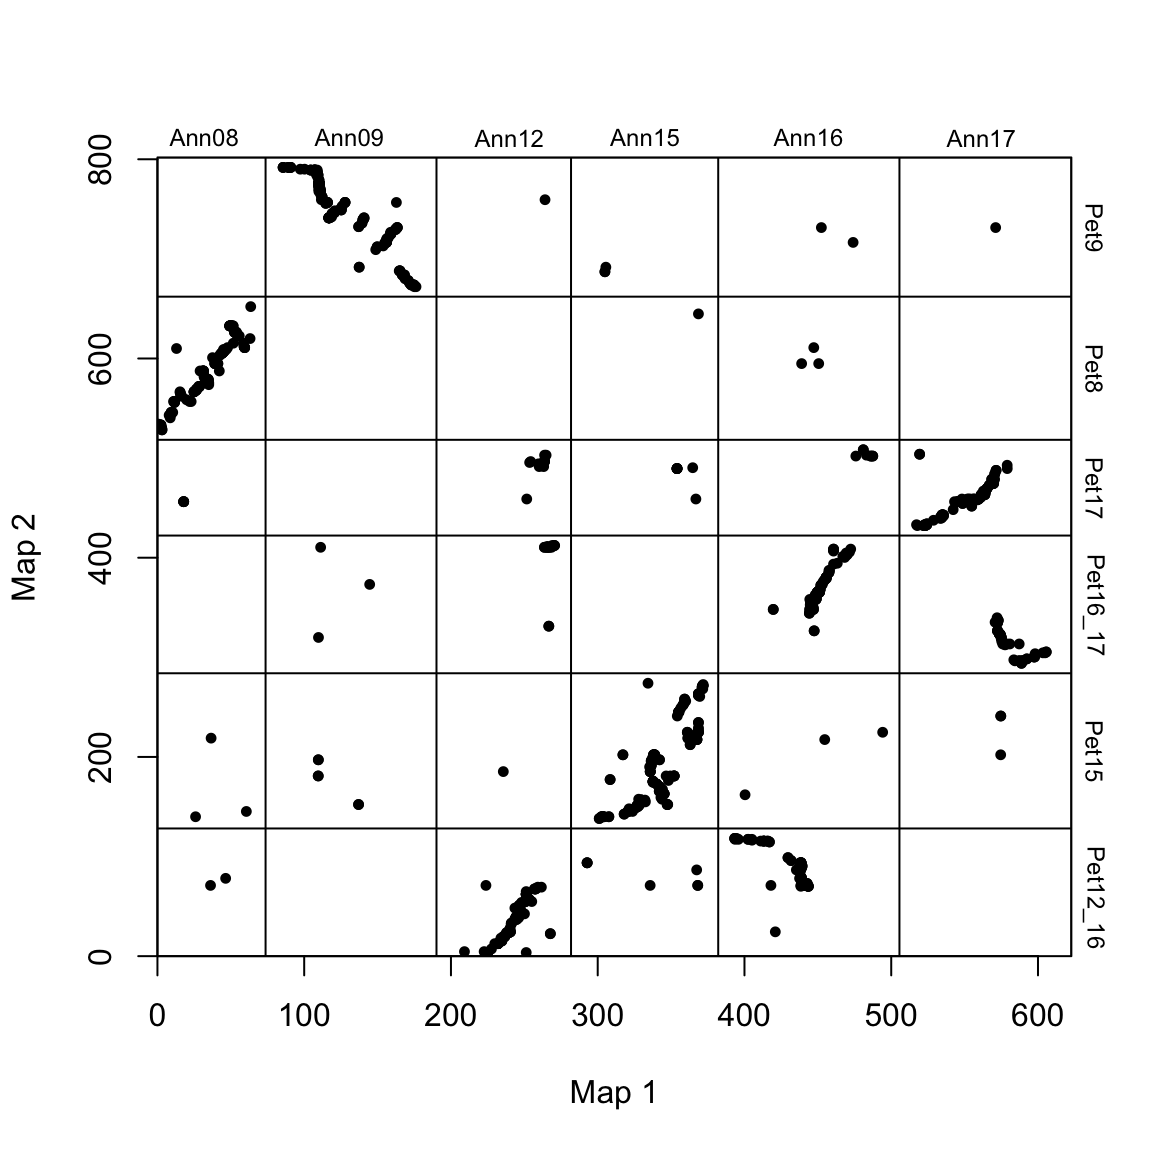 Ann08 Ann09 Ann12 Ann15 Ann16 Ann17
800
600
400
200
0
Map 2
Pet9
Pet8
Pet17
Pet16_17
Pet15
Pet12_16
0 100 200 300 400 500 600
Map 1